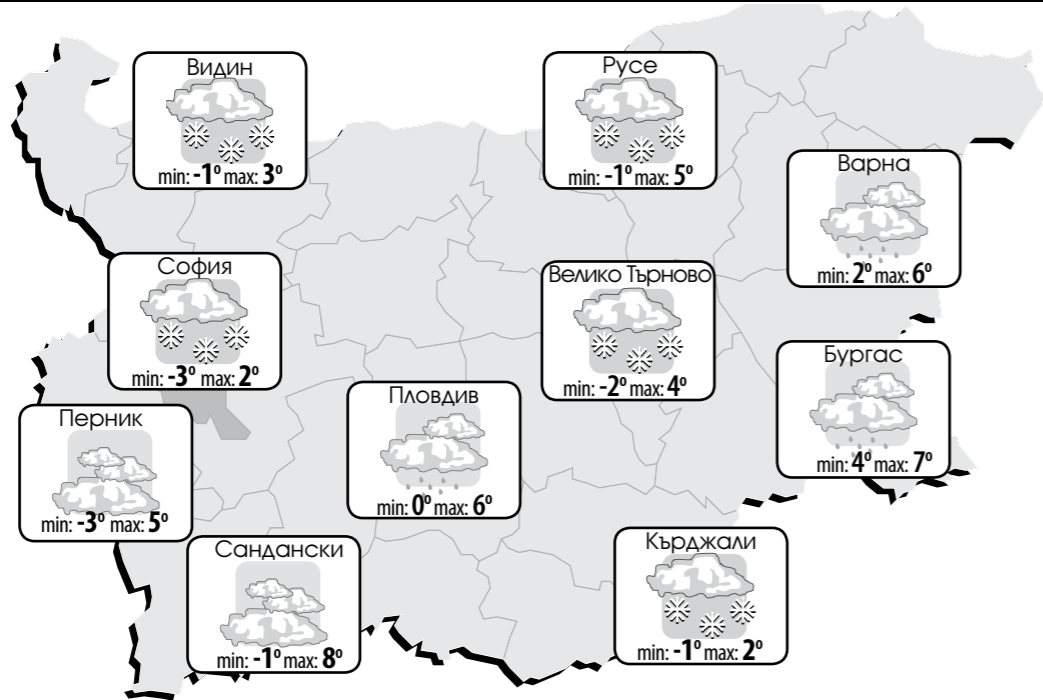 Видин
min: -1° max: 3°
Русе
min: -1° max: 5°
Варна
min: 2° max: 6°
София
min: -3° max: 2°
Велико Търново
min: -2° max: 4°
Бургас
min: 4° max: 7°
Пловдив
min: 0° max: 6°
Перник
min: -3° max: 5°
Сандански
min: -1° max: 8°
Кърджали
min: -1° max: 2°